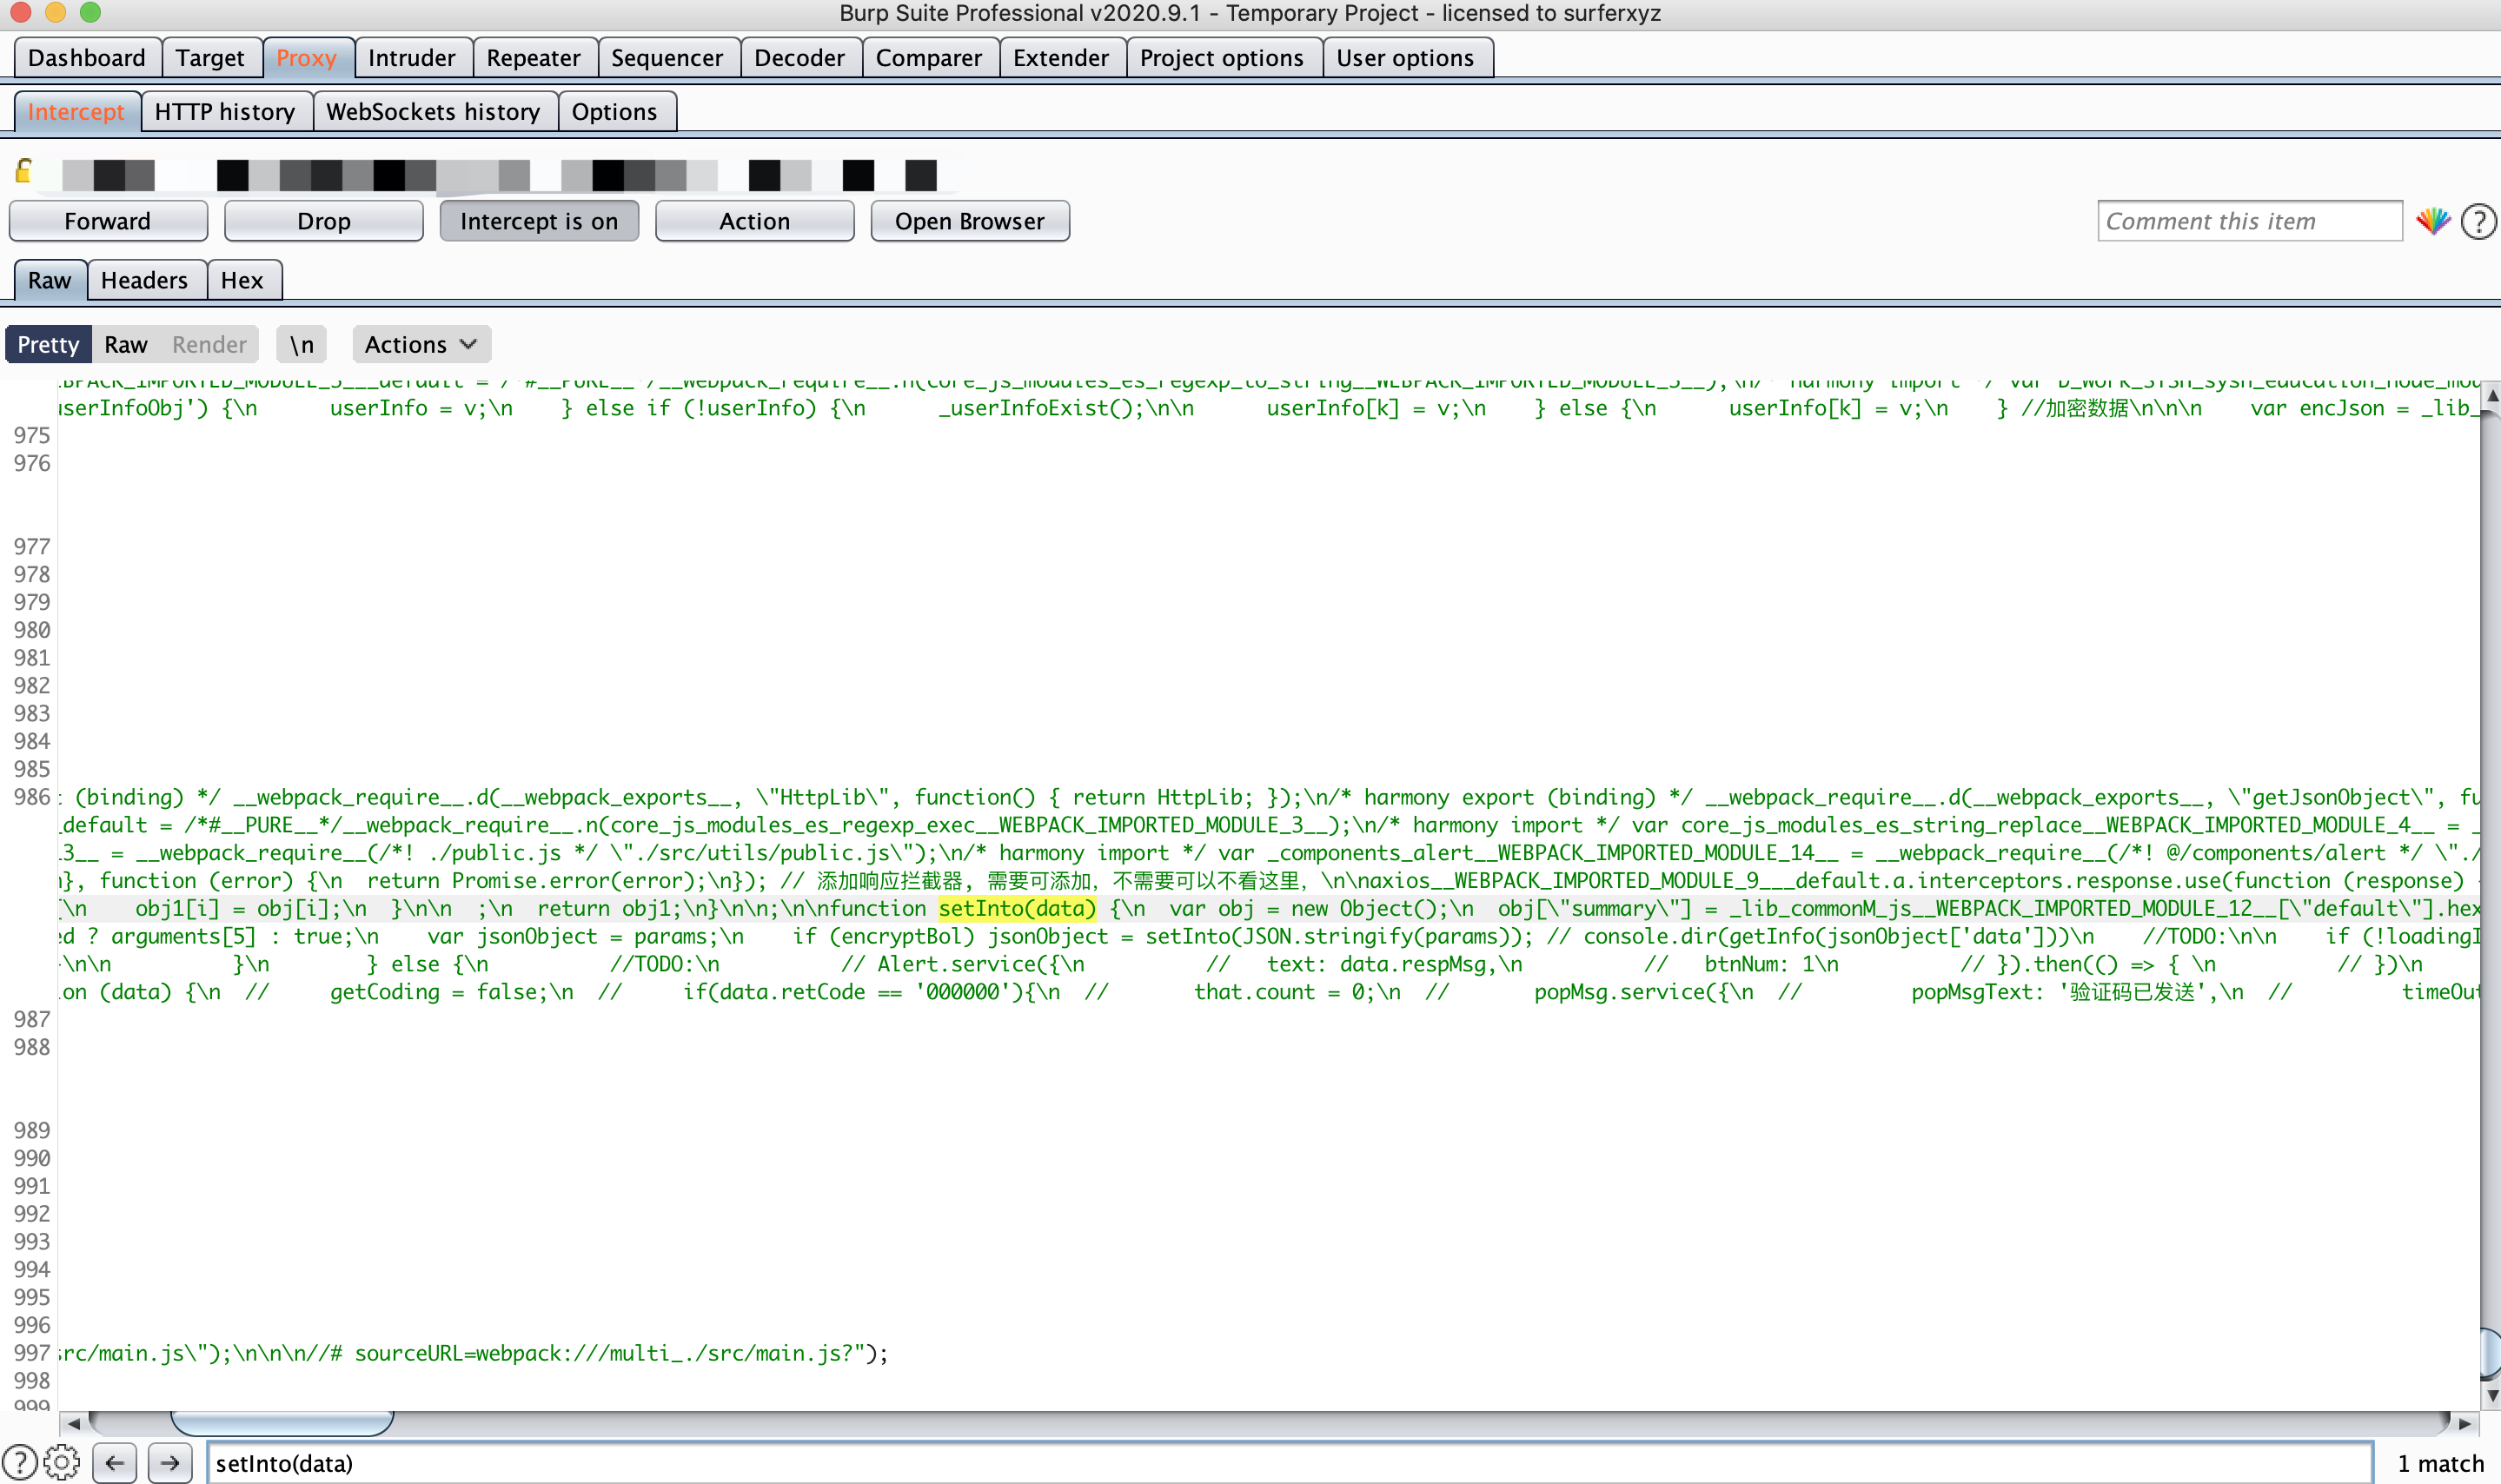 Burp Suite Professional v2020.9.1 - Temporary Project - licensed to surferxyz
Dashboard Target Proxy Intruder Repeater Sequencer Decoder Comparer Extender Project options User options
Intercept HTTP history WebSockets history Options
Forward Drop Intercept is on Action Open Browser Comment this item ?
Raw Headers Hex
Pretty Raw Render \n Actions
BPACK_IMPORTED_MODULE_5___default = /*#__PURE__*/__webpack_require__.n(core_js_modules_es_regexp_to_string__WEBPACK_IMPORTED_MODULE_5__);\n/* harmony import */ var D_WORK_SYSH_sysh_education_node_mod
userInfoObj') {\n      userInfo = v;\n    } else if (!userInfo) {\n      _userInfoExist();\n\n      userInfo[k] = v;\n    } else {\n      userInfo[k] = v;\n    } //加密数据\n\n\n    var encJson = _lib_
975
976
977
978
979
980
981
982
983
984
985
986 (binding) */ __webpack_require__.d(__webpack_exports__, \"HttpLib\", function() { return HttpLib; });\n/* harmony export (binding) */ __webpack_require__.d(__webpack_exports__, \"getJsonObject\", fu
_default = /*#__PURE__*/__webpack_require__.n(core_js_modules_es_regexp_exec__WEBPACK_IMPORTED_MODULE_3__);\n/* harmony import */ var core_js_modules_es_string_replace__WEBPACK_IMPORTED_MODULE_4__ = _
13__ = __webpack_require__(/*! ./public.js */ \"./src/utils/public.js\");\n/* harmony import */ var _components_alert__WEBPACK_IMPORTED_MODULE_14__ = __webpack_require__(/*! @/components/alert */ \"./
n}, function (error) {\n  return Promise.error(error);\n}); // 添加响应拦截器, 需要可添加, 不需要可以不看这里, \n\naxios__WEBPACK_IMPORTED_MODULE_9___default.a.interceptors.response.use(function (response) {
{\n    obj1[i] = obj[i];\n  }\n\n  ;\n  return obj1;\n}\n\n;\n\nfunction setInto(data) {\n  var obj = new Object();\n  obj[\"summary\"] = _lib_commonM_js__WEBPACK_IMPORTED_MODULE_12__[\"default\"].hex
ed ? arguments[5] : true;\n    var jsonObject = params;\n    if (encryptBol) jsonObject = setInto(JSON.stringify(params)); // console.dir(getInfo(jsonObject['data']))\n    //TODO:\n\n    if (!loadingI
}\n\n          }\n        } else {\n          //TODO:\n          // Alert.service({\n          //   text: data.respMsg,\n          //   btnNum: 1\n          // }).then(() => { \n          // })\n
ion (data) {\n  //     getCoding = false;\n  //     if(data.retCode == '000000'){\n  //       that.count = 0;\n  //       popMsg.service({\n  //         popMsgText: '验证码已发送',\n  //         timeOut
987
988
989
990
991
992
993
994
995
996
997 src/main.js\");\n\n\n//# sourceURL=webpack:///multi_./src/main.js?");
998
999
? setInto(data) 1 match